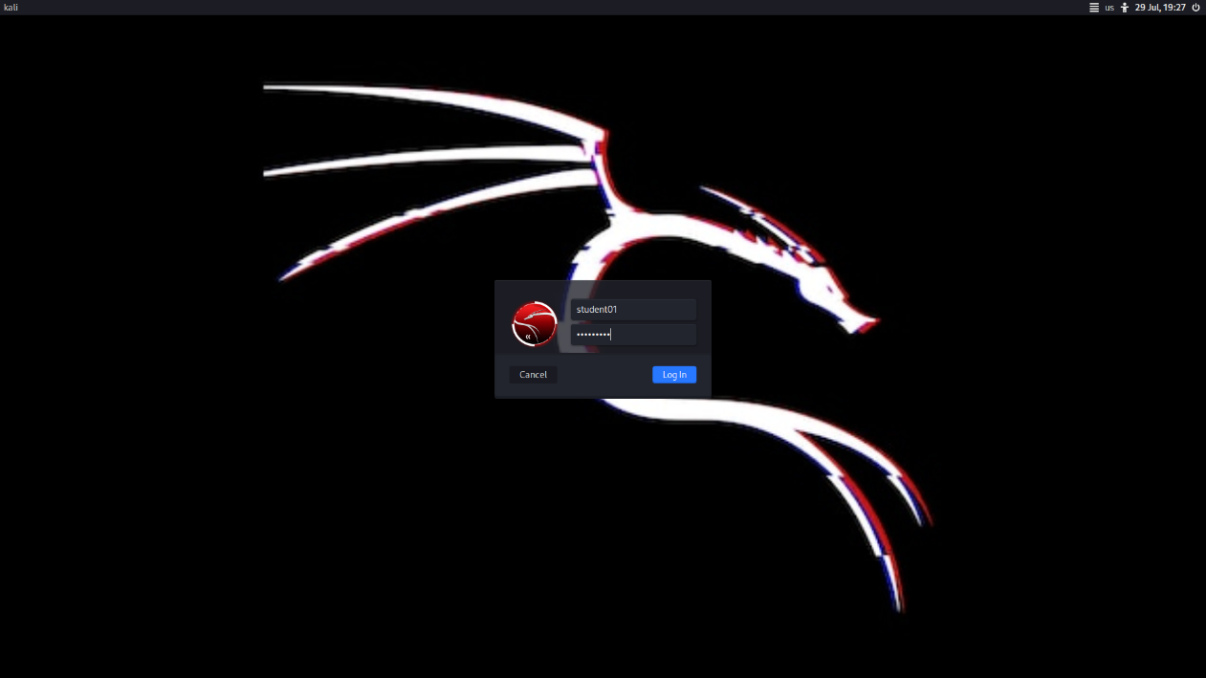 kali
us 29 Jul, 19:27
student01
•••••••••
Cancel
Log In